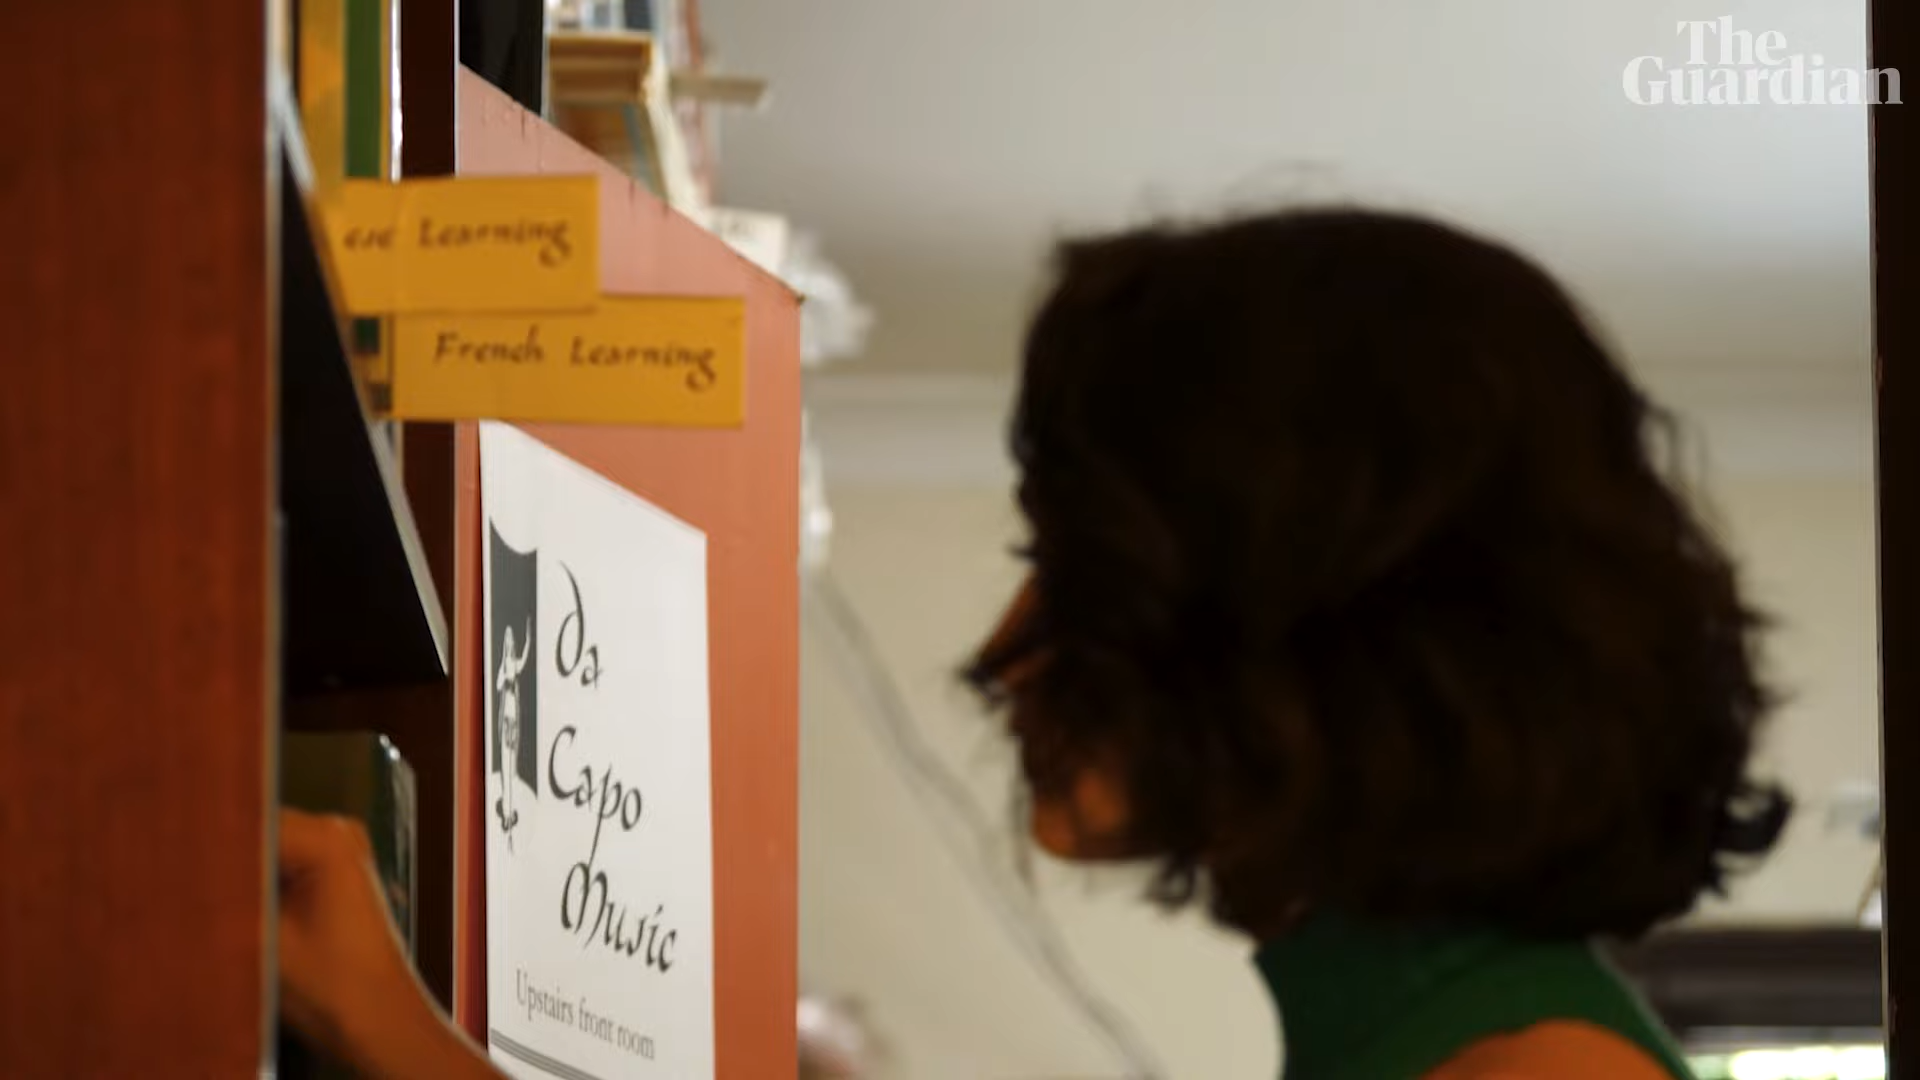 The
Guardian
Learning
French Learning
Da
Capo
Music
Upstairs front room